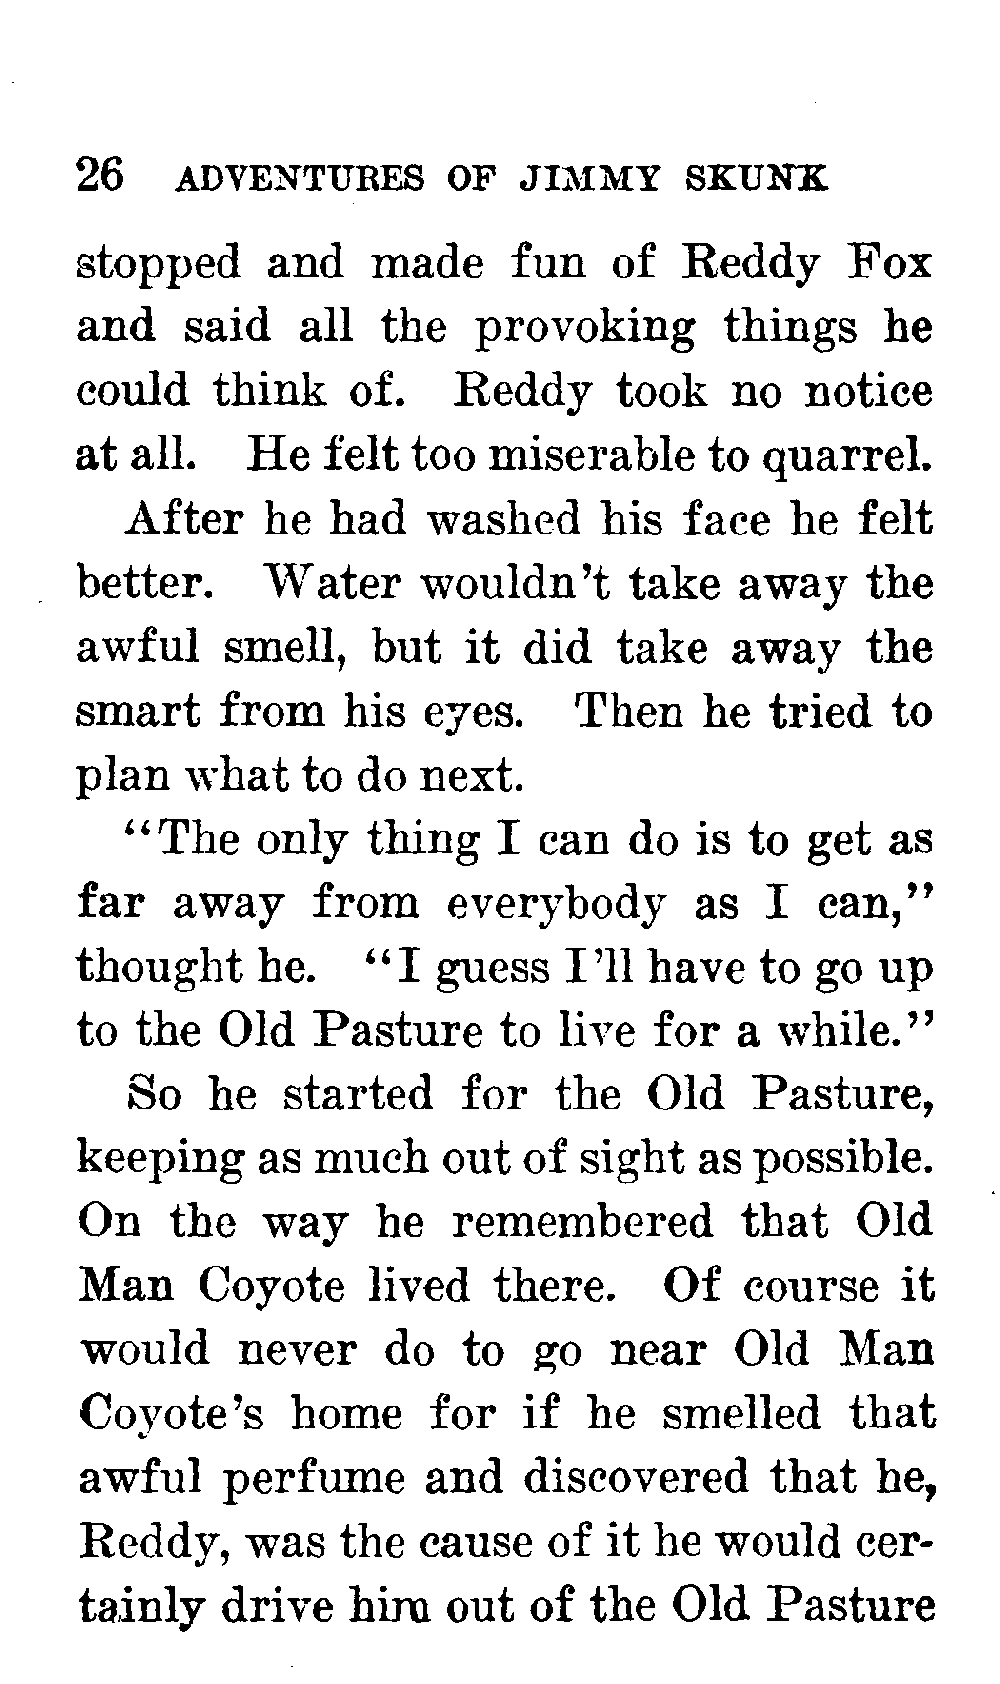 26 ADVENTURES OF JIMMY SKUNK
stopped and made fun of Reddy Fox
and said all the provoking things he
could think of. Reddy took no notice
at all. He felt too miserable to quarrel.
After he had washed his face he felt
better. Water wouldn't take away the
awful smell, but it did take away the
smart from his eyes. Then he tried to
plan what to do next.
"The only thing I can do is to get as
far away from everybody as I can,"
thought he. "I guess I'll have to go up
to the Old Pasture to live for a while."
So he started for the Old Pasture,
keeping as much out of sight as possible.
On the way he remembered that Old
Man Coyote lived there. Of course it
would never do to go near Old Man
Coyote's home for if he smelled that
awful perfume and discovered that he,
Reddy, was the cause of it he would cer-
tainly drive him out of the Old Pasture